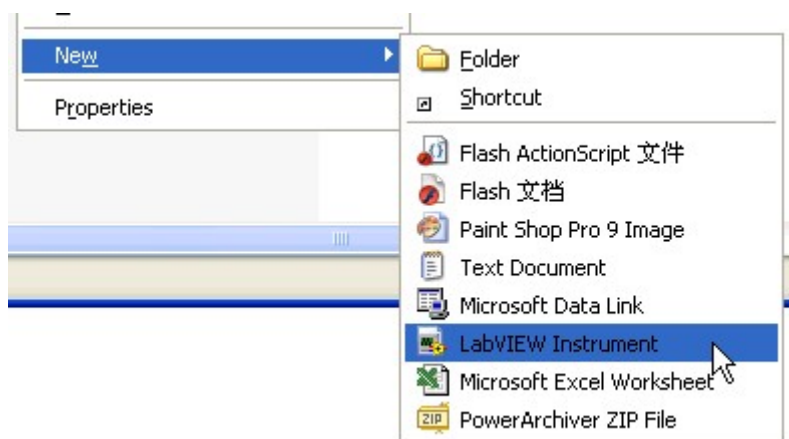 New
Properties
Folder
Shortcut
Flash ActionScript 文件
Flash 文档
Paint Shop Pro 9 Image
Text Document
Microsoft Data Link
LabVIEW Instrument
Microsoft Excel Worksheet
PowerArchiver ZIP File